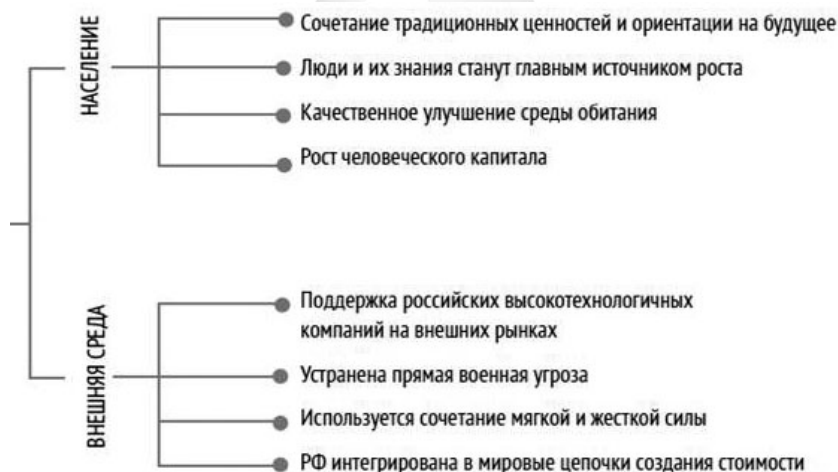 НАСЕЛЕНИЕ
Сочетание традиционных ценностей и ориентации на будущее
Люди и их знания станут главным источником роста
Качественное улучшение среды обитания
Рост человеческого капитала
ВНЕШНЯЯ СРЕДА
Поддержка российских высокотехнологичных
компаний на внешних рынках
Устранена прямая военная угроза
Используется сочетание мягкой и жесткой силы
РФ интегрирована в мировые цепочки создания стоимости